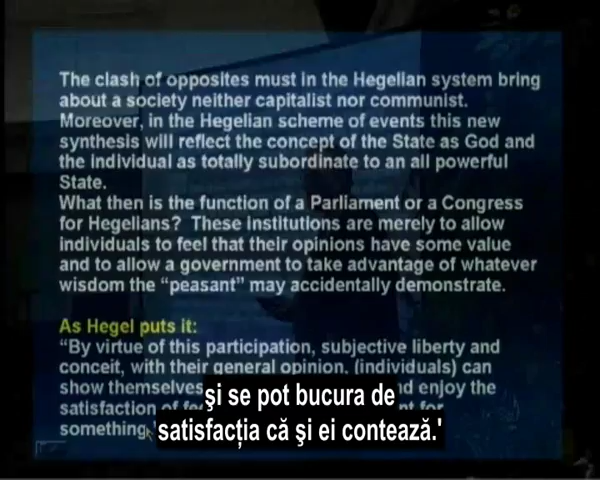 The clash of opposites must in the Hegelian system bring
about a society neither capitalist nor communist.
Moreover, in the Hegelian scheme of events this new
synthesis will reflect the concept of the State as God and
the individual as totally subordinate to an all powerful
State.
What then is the function of a Parliament or a Congress
for Hegelians? These institutions are merely to allow
individuals to feel that their opinions have some value
and to allow a government to take advantage of whatever
wisdom the “peasant” may accidentally demonstrate.
As Hegel puts it:
“By virtue of this participation, subjective liberty and
conceit, with their general opinion, (individuals) can
show themselves enjoy the
satisfaction of for
something
şi se pot bucura de
satisfacţia că şi ei contează.'